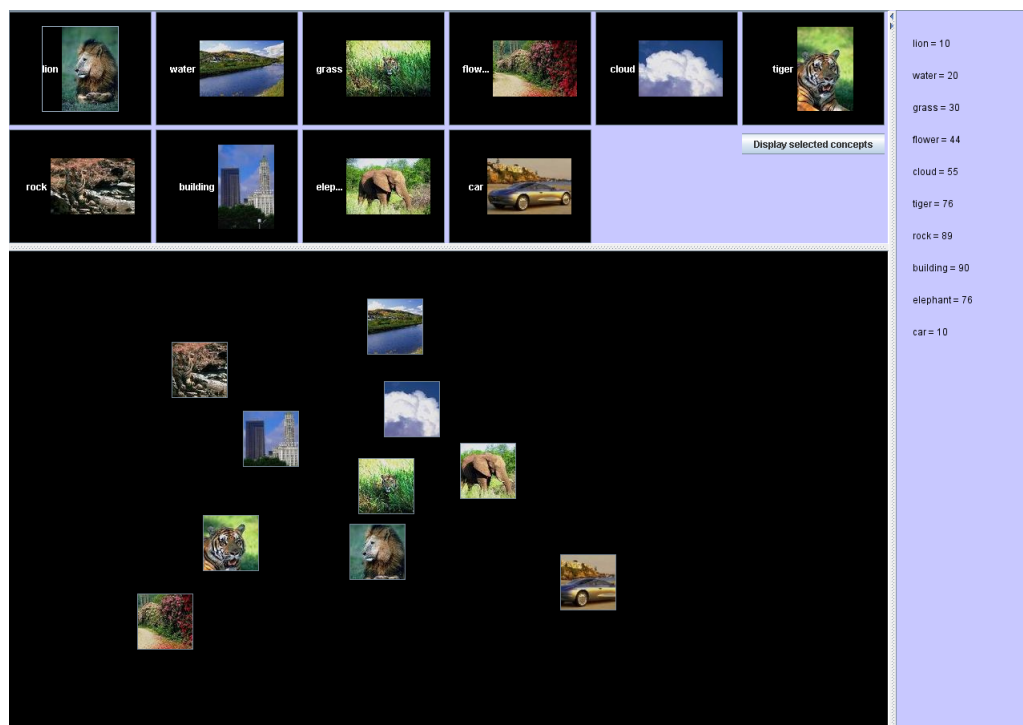 lion
water
grass
flow...
cloud
tiger
rock
building
elep...
car
Display selected concepts
lion = 10
water = 20
grass = 30
flower = 44
cloud = 55
tiger = 76
rock = 89
building = 90
elephant = 76
car = 10